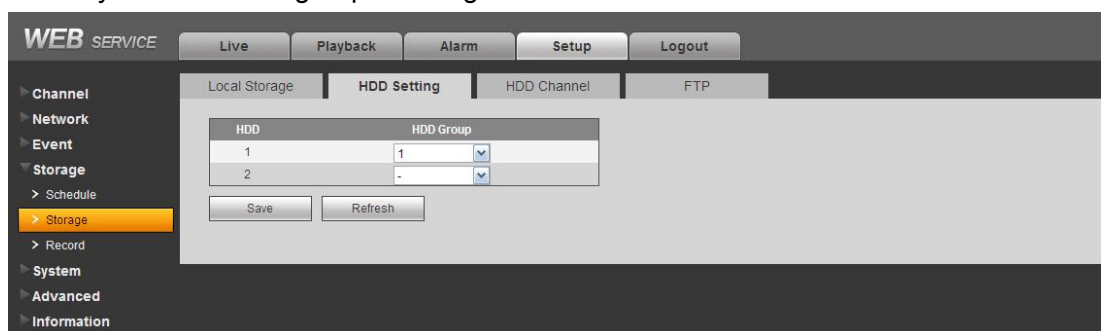 WEB SERVICE
Live Playback Alarm Setup Logout
Local Storage HDD Setting HDD Channel FTP
Channel
Network
Event
Storage
> Schedule
> Storage
> Record
System
Advanced
Information
HDD HDD Group
1 1
2 -
Save Refresh